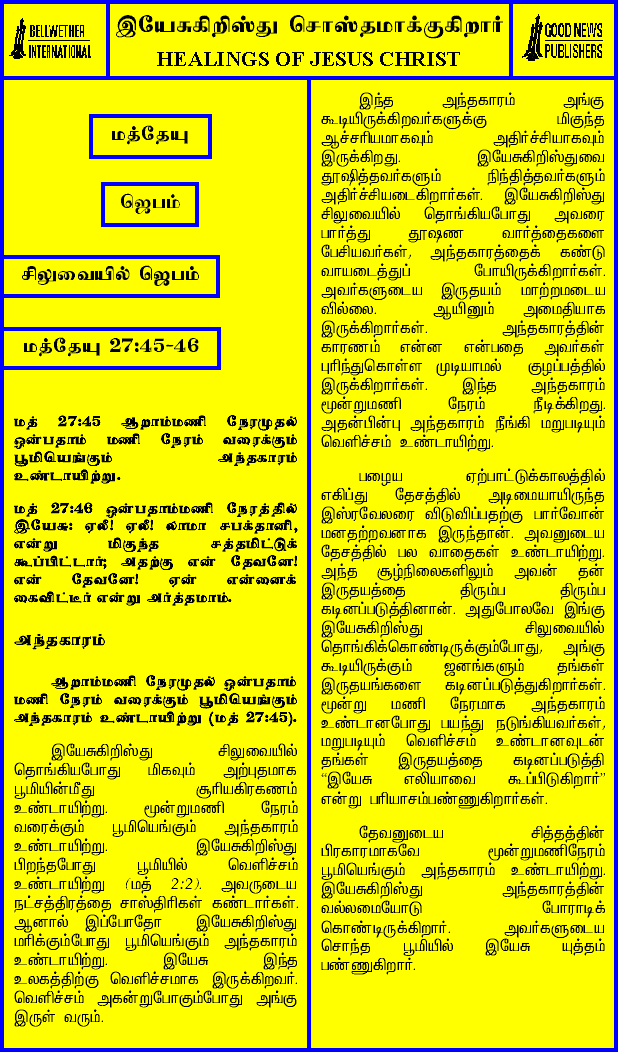 BELLWETHER
INTERNATIONAL
இயேசுகிறிஸ்து சொஸ்தமாக்குகிறார்
HEALINGS OF JESUS CHRIST
GOOD NEWS
PUBLISHERS
மத்தேயு
ஜெபம்
சிலுவையில் ஜெபம்
மத்தேயு 27:45-46
மத் 27:45 ஆறாம்மணி நேரமுதல்
ஒன்பதாம் மணி நேரம் வரைக்கும்
பூமியெங்கும் அந்தகாரம்
உண்டாயிற்று.
மத் 27:46 ஒன்பதாம்மணி நேரத்தில்
இயேசு: ஏலீ! ஏலீ! லாமா சபக்தானி,
என்று மிகுந்த சத்தமிட்டுக்
கூப்பிட்டார்; அதற்கு என் தேவனே!
என் தேவனே! ஏன் என்னைக்
கைவிட்டீர் என்று அர்த்தமாம்.
அந்தகாரம்
ஆறாம்மணி நேரமுதல் ஒன்பதாம்
மணி நேரம் வரைக்கும் பூமியெங்கும்
அந்தகாரம் உண்டாயிற்று (மத் 27:45).
இயேசுகிறிஸ்து சிலுவையில்
தொங்கியபோது மிகவும் அற்புதமாக
பூமியின்மீது சூரியகிரகணம்
உண்டாயிற்று. மூன்றுமணி நேரம்
வரைக்கும் பூமியெங்கும் அந்தகாரம்
உண்டாயிற்று. இயேசுகிறிஸ்து
பிறந்தபோது பூமியில் வெளிச்சம்
உண்டாயிற்று (மத் 2:2). அவருடைய
நட்சத்திரத்தை சாஸ்திரிகள் கண்டார்கள்.
ஆனால் இப்போதோ இயேசுகிறிஸ்து
மரிக்கும்போது பூமியெங்கும் அந்தகாரம்
உண்டாயிற்று. இயேசு இந்த
உலகத்திற்கு வெளிச்சமாக இருக்கிறவர்.
வெளிச்சம் அகன்றுபோகும்போது அங்கு
இருள் வரும்.
இந்த அந்தகாரம் அங்கு
கூடியிருக்கிறவர்களுக்கு மிகுந்த
ஆச்சரியமாகவும் அதிர்ச்சியாகவும்
இருக்கிறது. இயேசுகிறிஸ்துவை
தூஷித்தவர்களும் நிந்தித்தவர்களும்
அதிர்ச்சியடைகிறார்கள். இயேசுகிறிஸ்து
சிலுவையில் தொங்கியபோது அவரை
பார்த்து தூஷண வார்த்தைகளை
பேசியவர்கள், அந்தகாரத்தைக் கண்டு
வாயடைத்துப் போயிருக்கிறார்கள்.
அவர்களுடைய இருதயம் மாற்றமடைய
வில்லை. ஆயினும் அமைதியாக
இருக்கிறார்கள். அந்தகாரத்தின்
காரணம் என்ன என்பதை அவர்கள்
புரிந்துகொள்ள முடியாமல் குழப்பத்தில்
இருக்கிறார்கள். இந்த அந்தகாரம்
மூன்றுமணி நேரம் நீடிக்கிறது.
அதன்பின்பு அந்தகாரம் நீங்கி மறுபடியும்
வெளிச்சம் உண்டாயிற்று.
பழைய ஏற்பாட்டுக்காலத்தில்
எகிப்து தேசத்தில் அடிமையாயிருந்த
இஸ்ரவேலரை விடுவிப்பதற்கு பார்வோன்
மனதற்றவனாக இருந்தான். அவனுடைய
தேசத்தில் பல வாதைகள் உண்டாயிற்று.
அந்த சூழ்நிலைகளிலும் அவன் தன்
இருதயத்தை திரும்ப திரும்ப
கடினப்படுத்தினான். அதுபோலவே இங்கு
இயேசுகிறிஸ்து சிலுவையில்
தொங்கிக்கொண்டிருக்கும்போது, அங்கு
கூடியிருக்கும் ஜனங்களும் தங்கள்
இருதயங்களை கடினப்படுத்துகிறார்கள்.
மூன்று மணி நேரமாக அந்தகாரம்
உண்டானபோது பயந்து நடுங்கியவர்கள்,
மறுபடியும் வெளிச்சம் உண்டானவுடன்
தங்கள் இருதயத்தை கடினப்படுத்தி
“இயேசு எலியாவை கூப்பிடுகிறார்”
என்று பரியாசம்பண்ணுகிறார்கள்.
தேவனுடைய சித்தத்தின்
பிரகாரமாகவே மூன்றுமணிநேரம்
பூமியெங்கும் அந்தகாரம் உண்டாயிற்று.
இயேசுகிறிஸ்து அந்தகாரத்தின்
வல்லமையோடு போராடிக்
கொண்டிருக்கிறார். அவர்களுடைய
சொந்த பூமியில் இயேசு யுத்தம்
பண்ணுகிறார்.